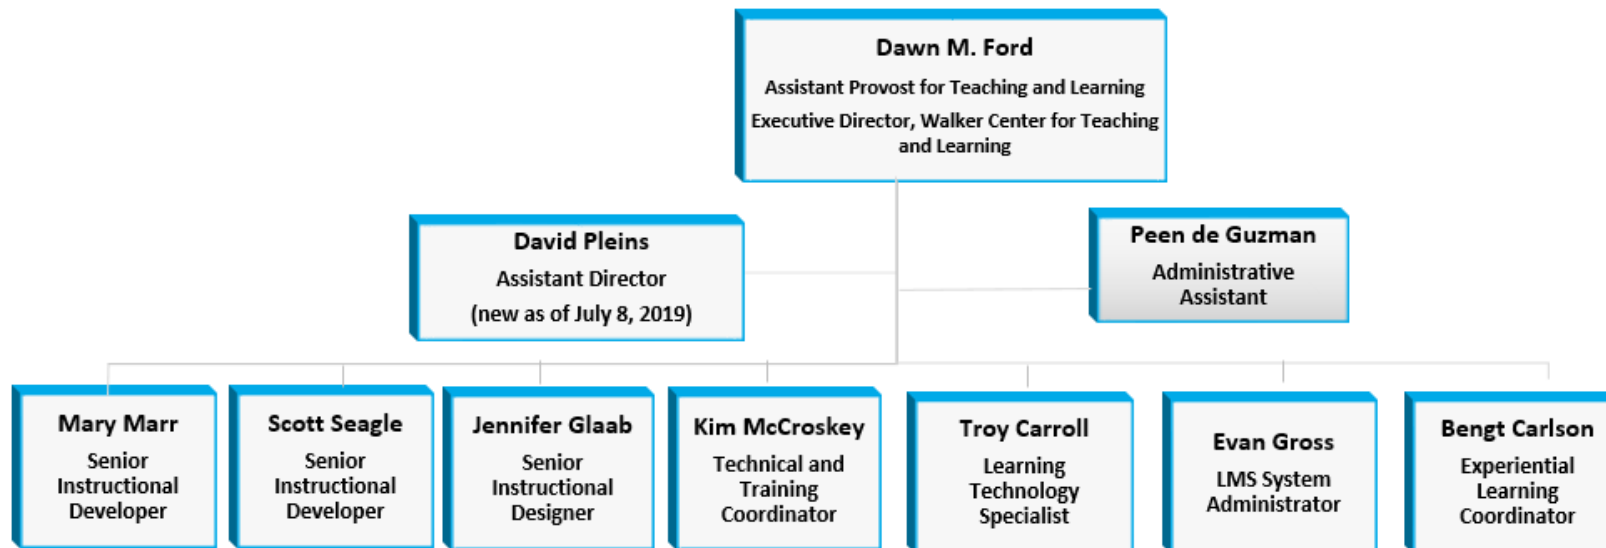 Dawn M. Ford
Assistant Provost for Teaching and Learning
Executive Director, Walker Center for Teaching
and Learning
David Pleins
Assistant Director
(new as of July 8, 2019)
Peen de Guzman
Administrative
Assistant
Mary Marr
Senior
Instructional
Developer
Scott Seagle
Senior
Instructional
Developer
Jennifer Glaab
Senior
Instructional
Designer
Kim McCroskey
Technical and
Training
Coordinator
Troy Carroll
Learning
Technology
Specialist
Evan Gross
LMS System
Administrator
Bengt Carlson
Experiential
Learning
Coordinator